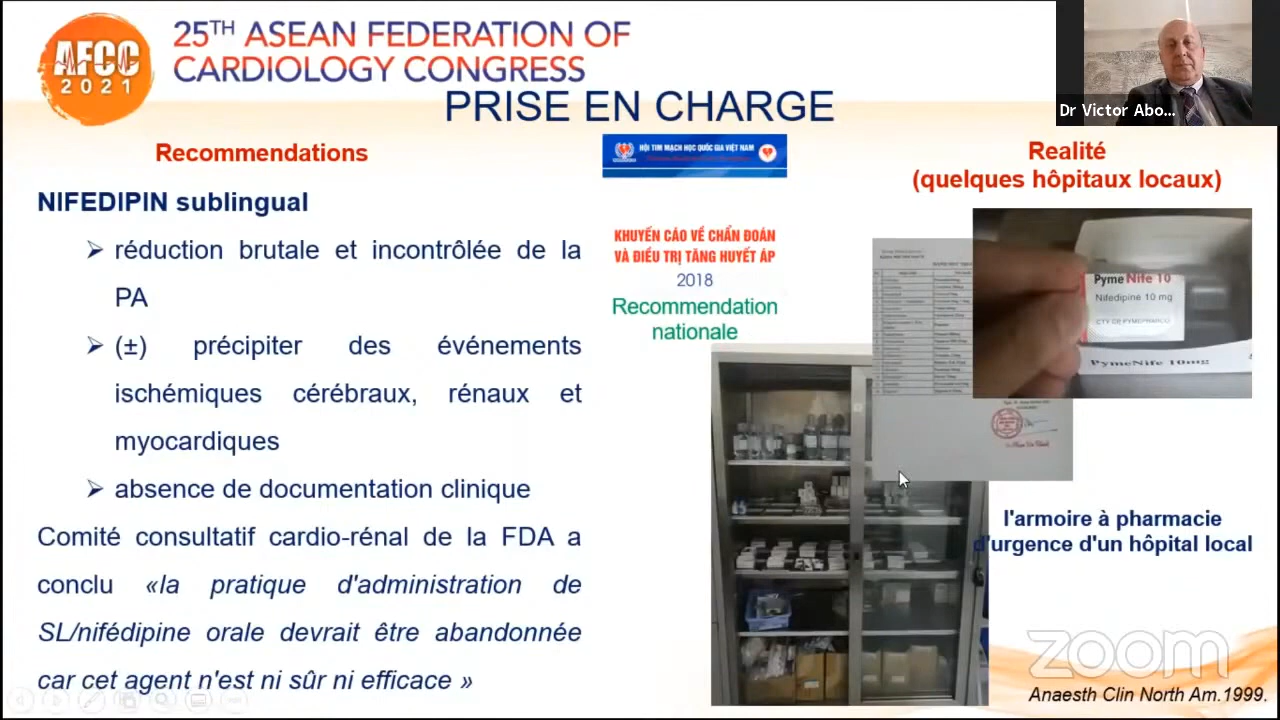 AFCC
2021
25TH ASEAN FEDERATION OF
CARDIOLOGY CONGRESS
PRISE EN CHARGE
Dr Victor Abo...
Recommendations
NIFEDIPIN sublingual
➢ réduction brutale et incontrôlée de la
PA
➢ (±) précipiter des événements
ischémiques cérébraux, rénaux et
myocardiques
➢ absence de documentation clinique
Comité consultatif cardio-rénal de la FDA a
conclu «la pratique d'administration de
SL/nifédipine orale devrait être abandonnée
car cet agent n'est ni sûr ni efficace »
HỘI TIM MẠCH HỌC QUỐC GIA VIỆT NAM
KHUYẾN CÁO VỀ CHẨN ĐOÁN
VÀ ĐIỀU TRỊ TĂNG HUYẾT ÁP
2018
Recommendation
nationale
Realité
(quelques hôpitaux locaux)
Pyme Nife 10
Nifedipine 10 mg
CTY CP PYMEPHARCO
PymeNife 10mg
l'armoire à pharmacie
d'urgence d'un hôpital local
zoom
Anaesth Clin North Am.1999.